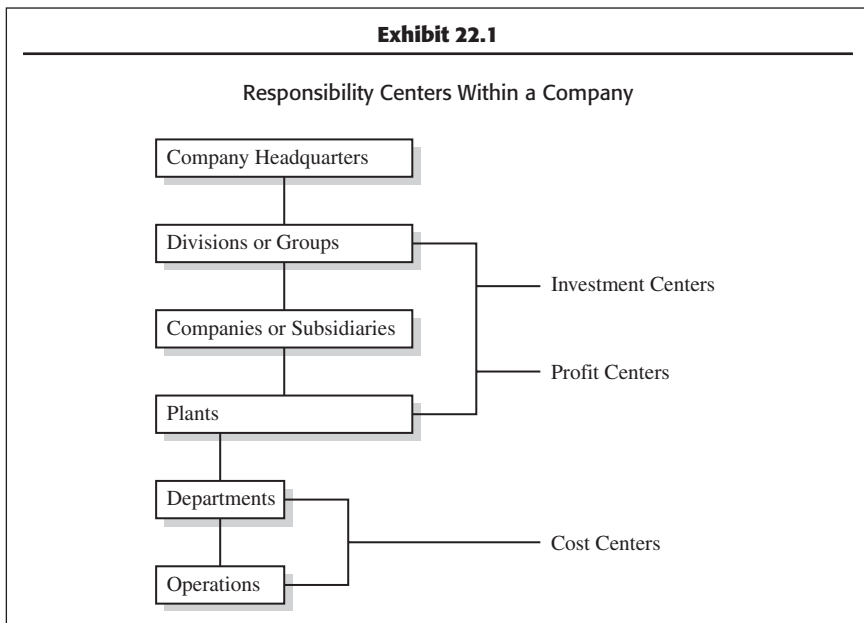 Exhibit 22.1
Responsibility Centers Within a Company
Company Headquarters
Divisions or Groups
Investment Centers
Companies or Subsidiaries
Profit Centers
Plants
Departments
Cost Centers
Operations